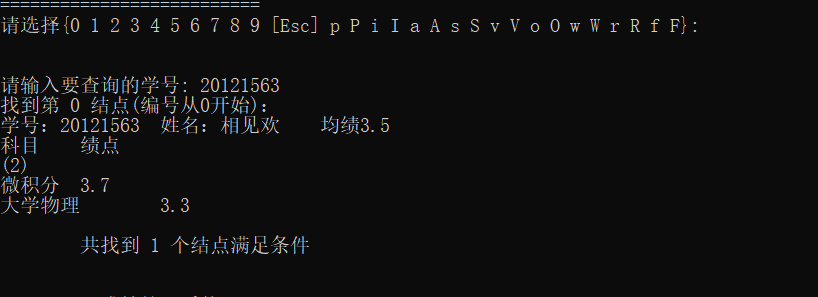 ==========================
请选择{0 1 2 3 4 5 6 7 8 9 [Esc] p P i I a A s S v V o O w W r R f F}:
请输入要查询的学号: 20121563
找到第 0 结点(编号从0开始):
学号: 20121563 姓名: 相见欢 均绩3.5
科目 绩点
(2)
微积分 3.7
大学物理 3.3
共找到 1 个结点满足条件